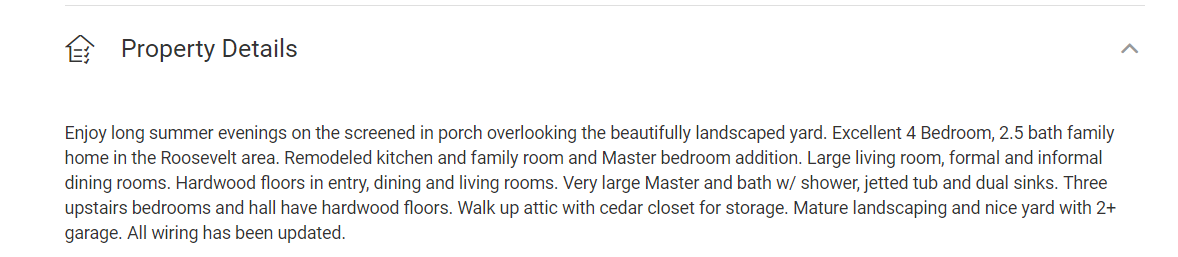 Property Details
Enjoy long summer evenings on the screened in porch overlooking the beautifully landscaped yard. Excellent 4 Bedroom, 2.5 bath family
home in the Roosevelt area. Remodeled kitchen and family room and Master bedroom addition. Large living room, formal and informal
dining rooms. Hardwood floors in entry, dining and living rooms. Very large Master and bath w/ shower, jetted tub and dual sinks. Three
upstairs bedrooms and hall have hardwood floors. Walk up attic with cedar closet for storage. Mature landscaping and nice yard with 2+
garage. All wiring has been updated.